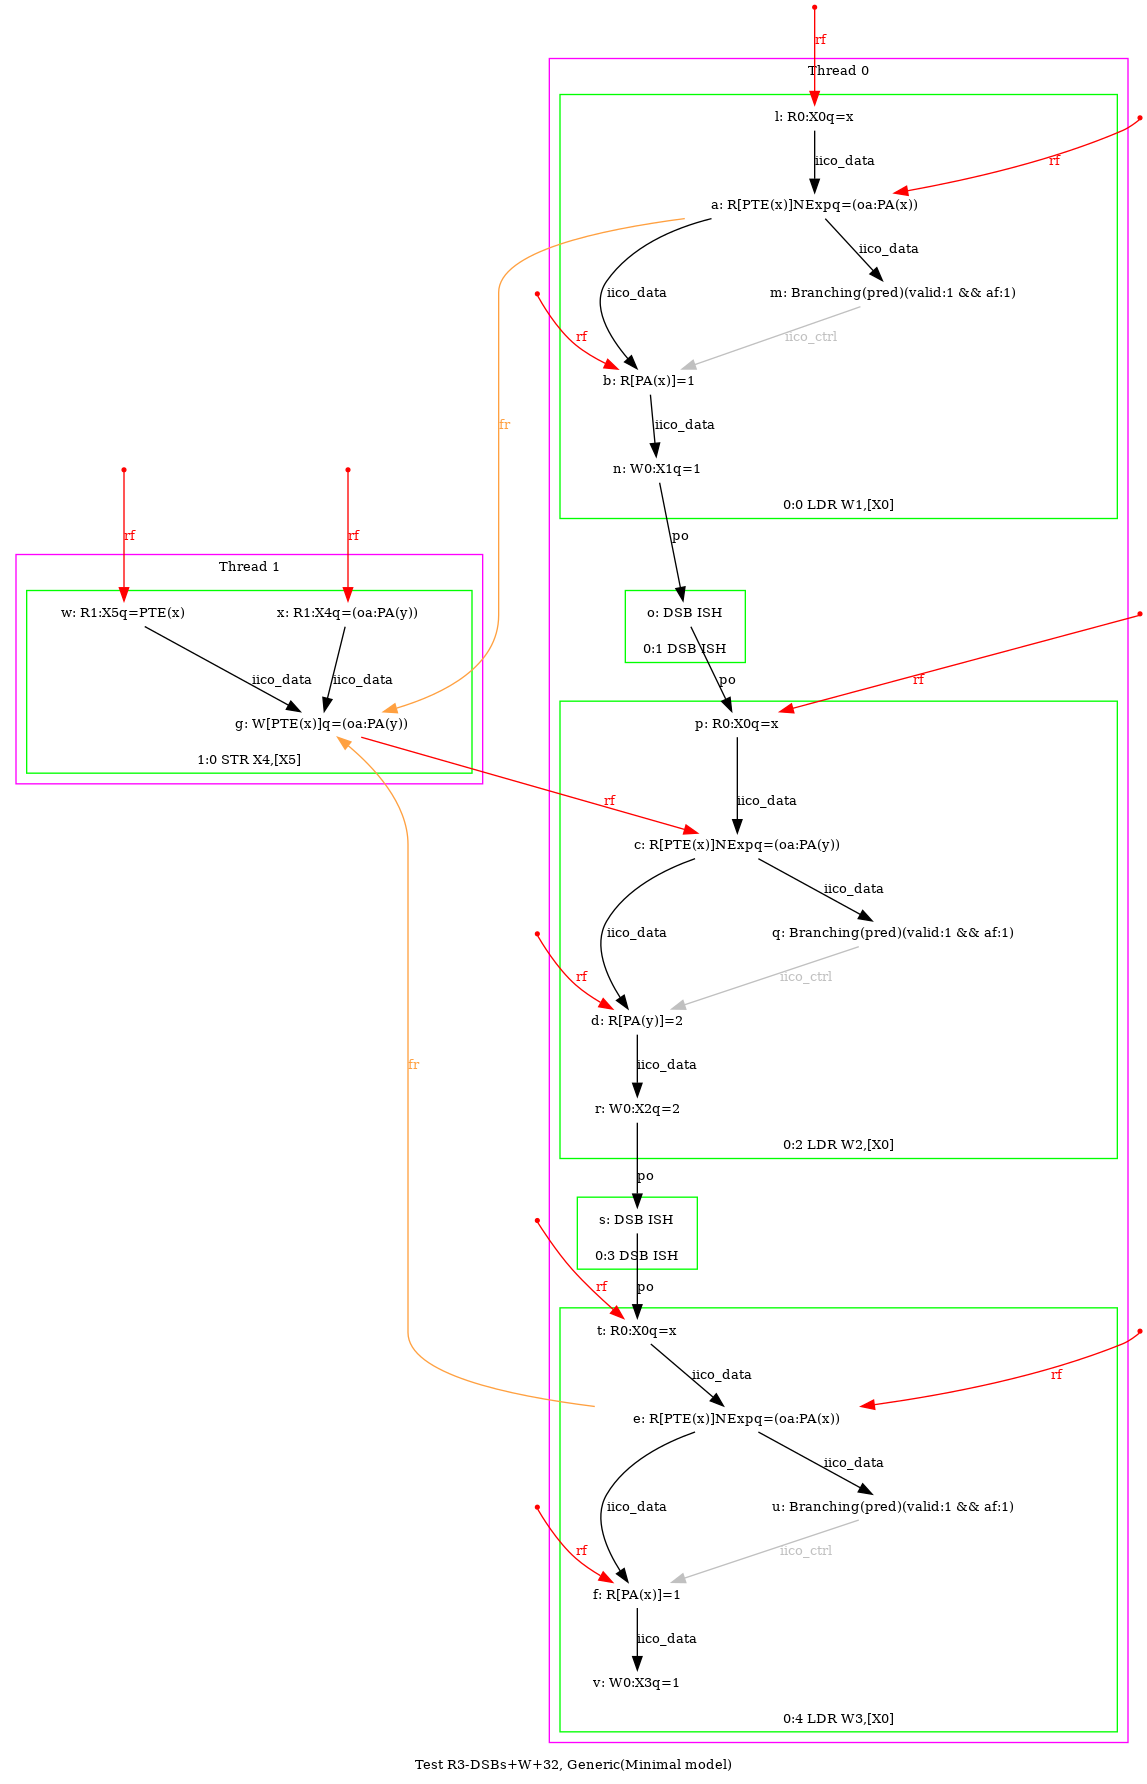 rf
Thread 0
l: R0:X0q=x
iico_data
rf
a: R[PTE(x)]NExpq=(oa:PA(x))
iico_data
iico_data
m: Branching(pred)(valid:1 && af:1)
rf
iico_ctrl
b: R[PA(x)]=1
fr
iico_data
n: W0:X1q=1
0:0 LDR W1,[X0]
rf
rf
po
Thread 1
w: R1:X5q=PTE(x)
x: R1:X4q=(oa:PA(y))
o: DSB ISH
0:1 DSB ISH
iico_data
iico_data
po
rf
g: W[PTE(x)]q=(oa:PA(y))
p: R0:X0q=x
1:0 STR X4,[X5]
rf
iico_data
c: R[PTE(x)]NExpq=(oa:PA(y))
iico_data
iico_data
q: Branching(pred)(valid:1 && af:1)
rf
iico_ctrl
d: R[PA(y)]=2
fr
iico_data
r: W0:X2q=2
0:2 LDR W2,[X0]
po
s: DSB ISH
0:3 DSB ISH
rf
po
t: R0:X0q=x
iico_data
rf
e: R[PTE(x)]NExpq=(oa:PA(x))
iico_data
iico_data
u: Branching(pred)(valid:1 && af:1)
rf
iico_ctrl
f: R[PA(x)]=1
iico_data
v: W0:X3q=1
0:4 LDR W3,[X0]
Test R3-DSBs+W+32, Generic(Minimal model)